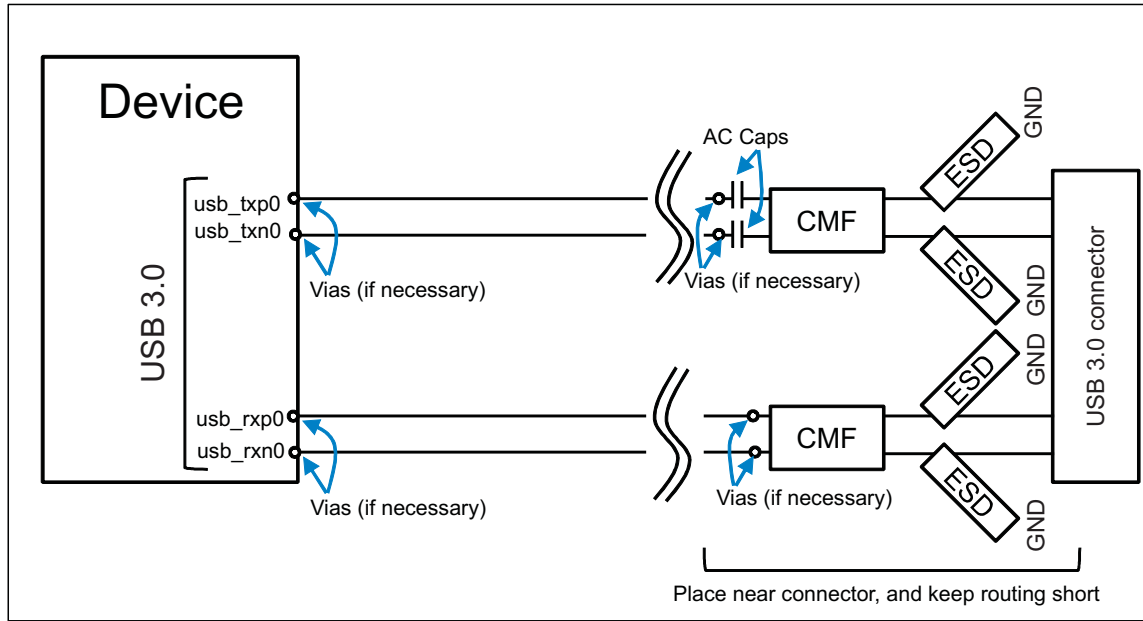 Device
USB 3.0
usb_txp0
usb_txn0
Vias (if necessary)
AC Caps
Vias (if necessary)
CMF
ESD
GND
ESD
GND
USB 3.0 connector
usb_rxp0
usb_rxn0
Vias (if necessary)
Vias (if necessary)
CMF
ESD
GND
ESD
GND
Place near connector, and keep routing short